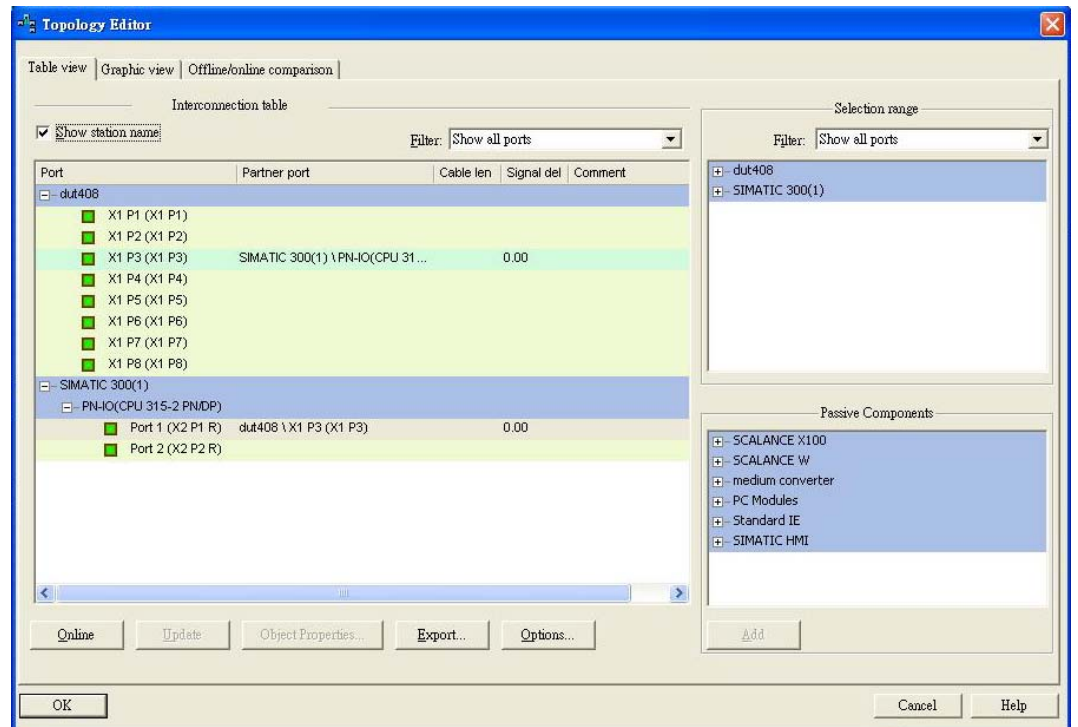 Topology Editor
Table view Graphic view Offline/online comparison
Interconnection table
Show station name
Filter: Show all ports
Port Partner port Cable len Signal del Comment
dut408
X1 P1 (X1 P1)
X1 P2 (X1 P2)
X1 P3 (X1 P3) SIMATIC 300(1) \ PN-IO(CPU 31... 0.00
X1 P4 (X1 P4)
X1 P5 (X1 P5)
X1 P6 (X1 P6)
X1 P7 (X1 P7)
X1 P8 (X1 P8)
SIMATIC 300(1)
PN-IO(CPU 315-2 PN/DP)
Port 1 (X2 P1 R) dut408 \ X1 P3 (X1 P3) 0.00
Port 2 (X2 P2 R)
Online Update Object Properties... Export... Options...
Selection range
Filter: Show all ports
dut408
SIMATIC 300(1)
Passive Components
SCALANCE X100
SCALANCE W
medium converter
PC Modules
Standard IE
SIMATIC HMI
Add
OK Cancel Help